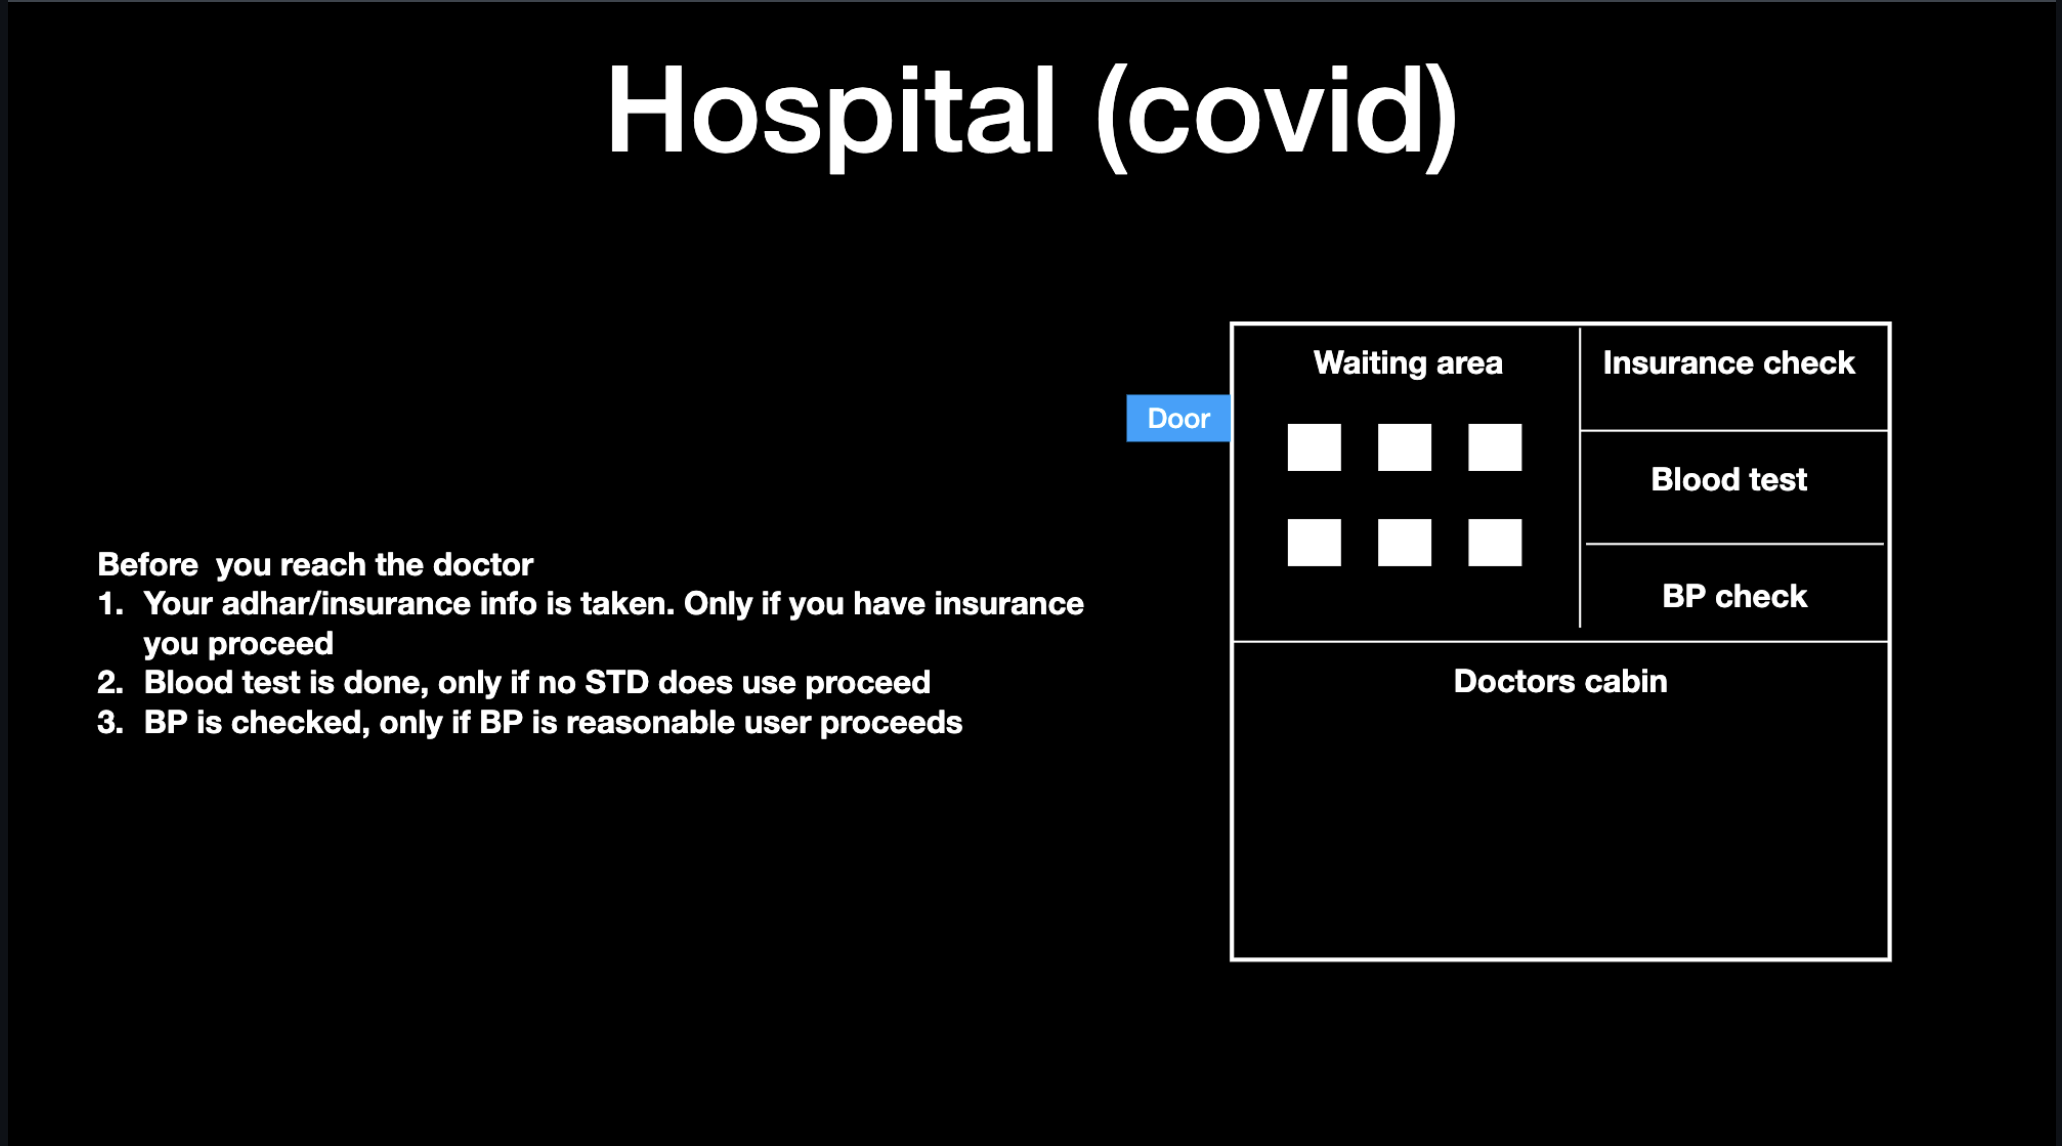 Hospital (covid)
Door
Waiting area
Insurance check
Blood test
BP check
Doctors cabin
Before  you reach the doctor
1. Your adhar/insurance info is taken. Only if you have insurance
you proceed
2. Blood test is done, only if no STD does use proceed
3. BP is checked, only if BP is reasonable user proceeds